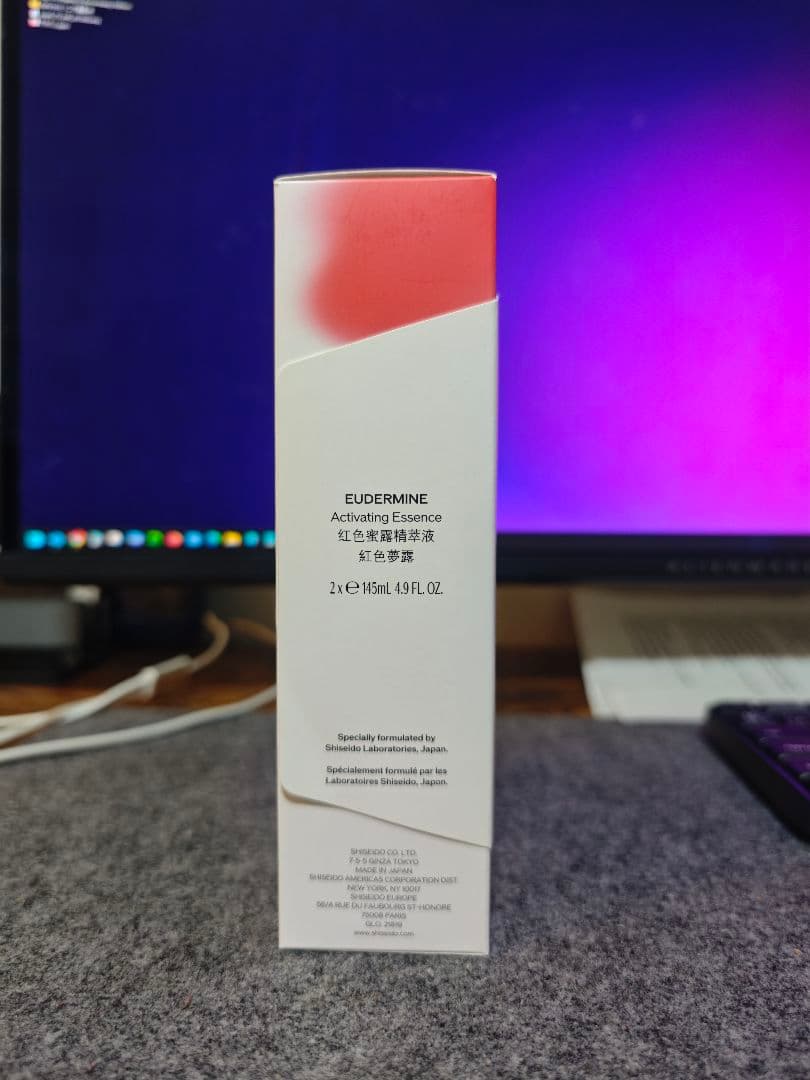 EUDERMINE
Activating Essence
红色蜜露精萃液
紅色夢露
2 x ℮ 145mL 4.9 FL. OZ.
Specially formulated by
Shiseido Laboratories, Japan.
Spécialement formulé par les
Laboratoires Shiseido, Japon.
SHISEIDO CO. LTD.
7-5-5 GINZA TOKYO
MADE IN JAPAN
SHISEIDO AMERICAS CORPORATION DIST.
NEW YORK, NY 10017
SHISEIDO EUROPE
56/A RUE DU FAUBOURG ST-HONORE
75008 PARIS
www.shiseido.com
ALIENWARE